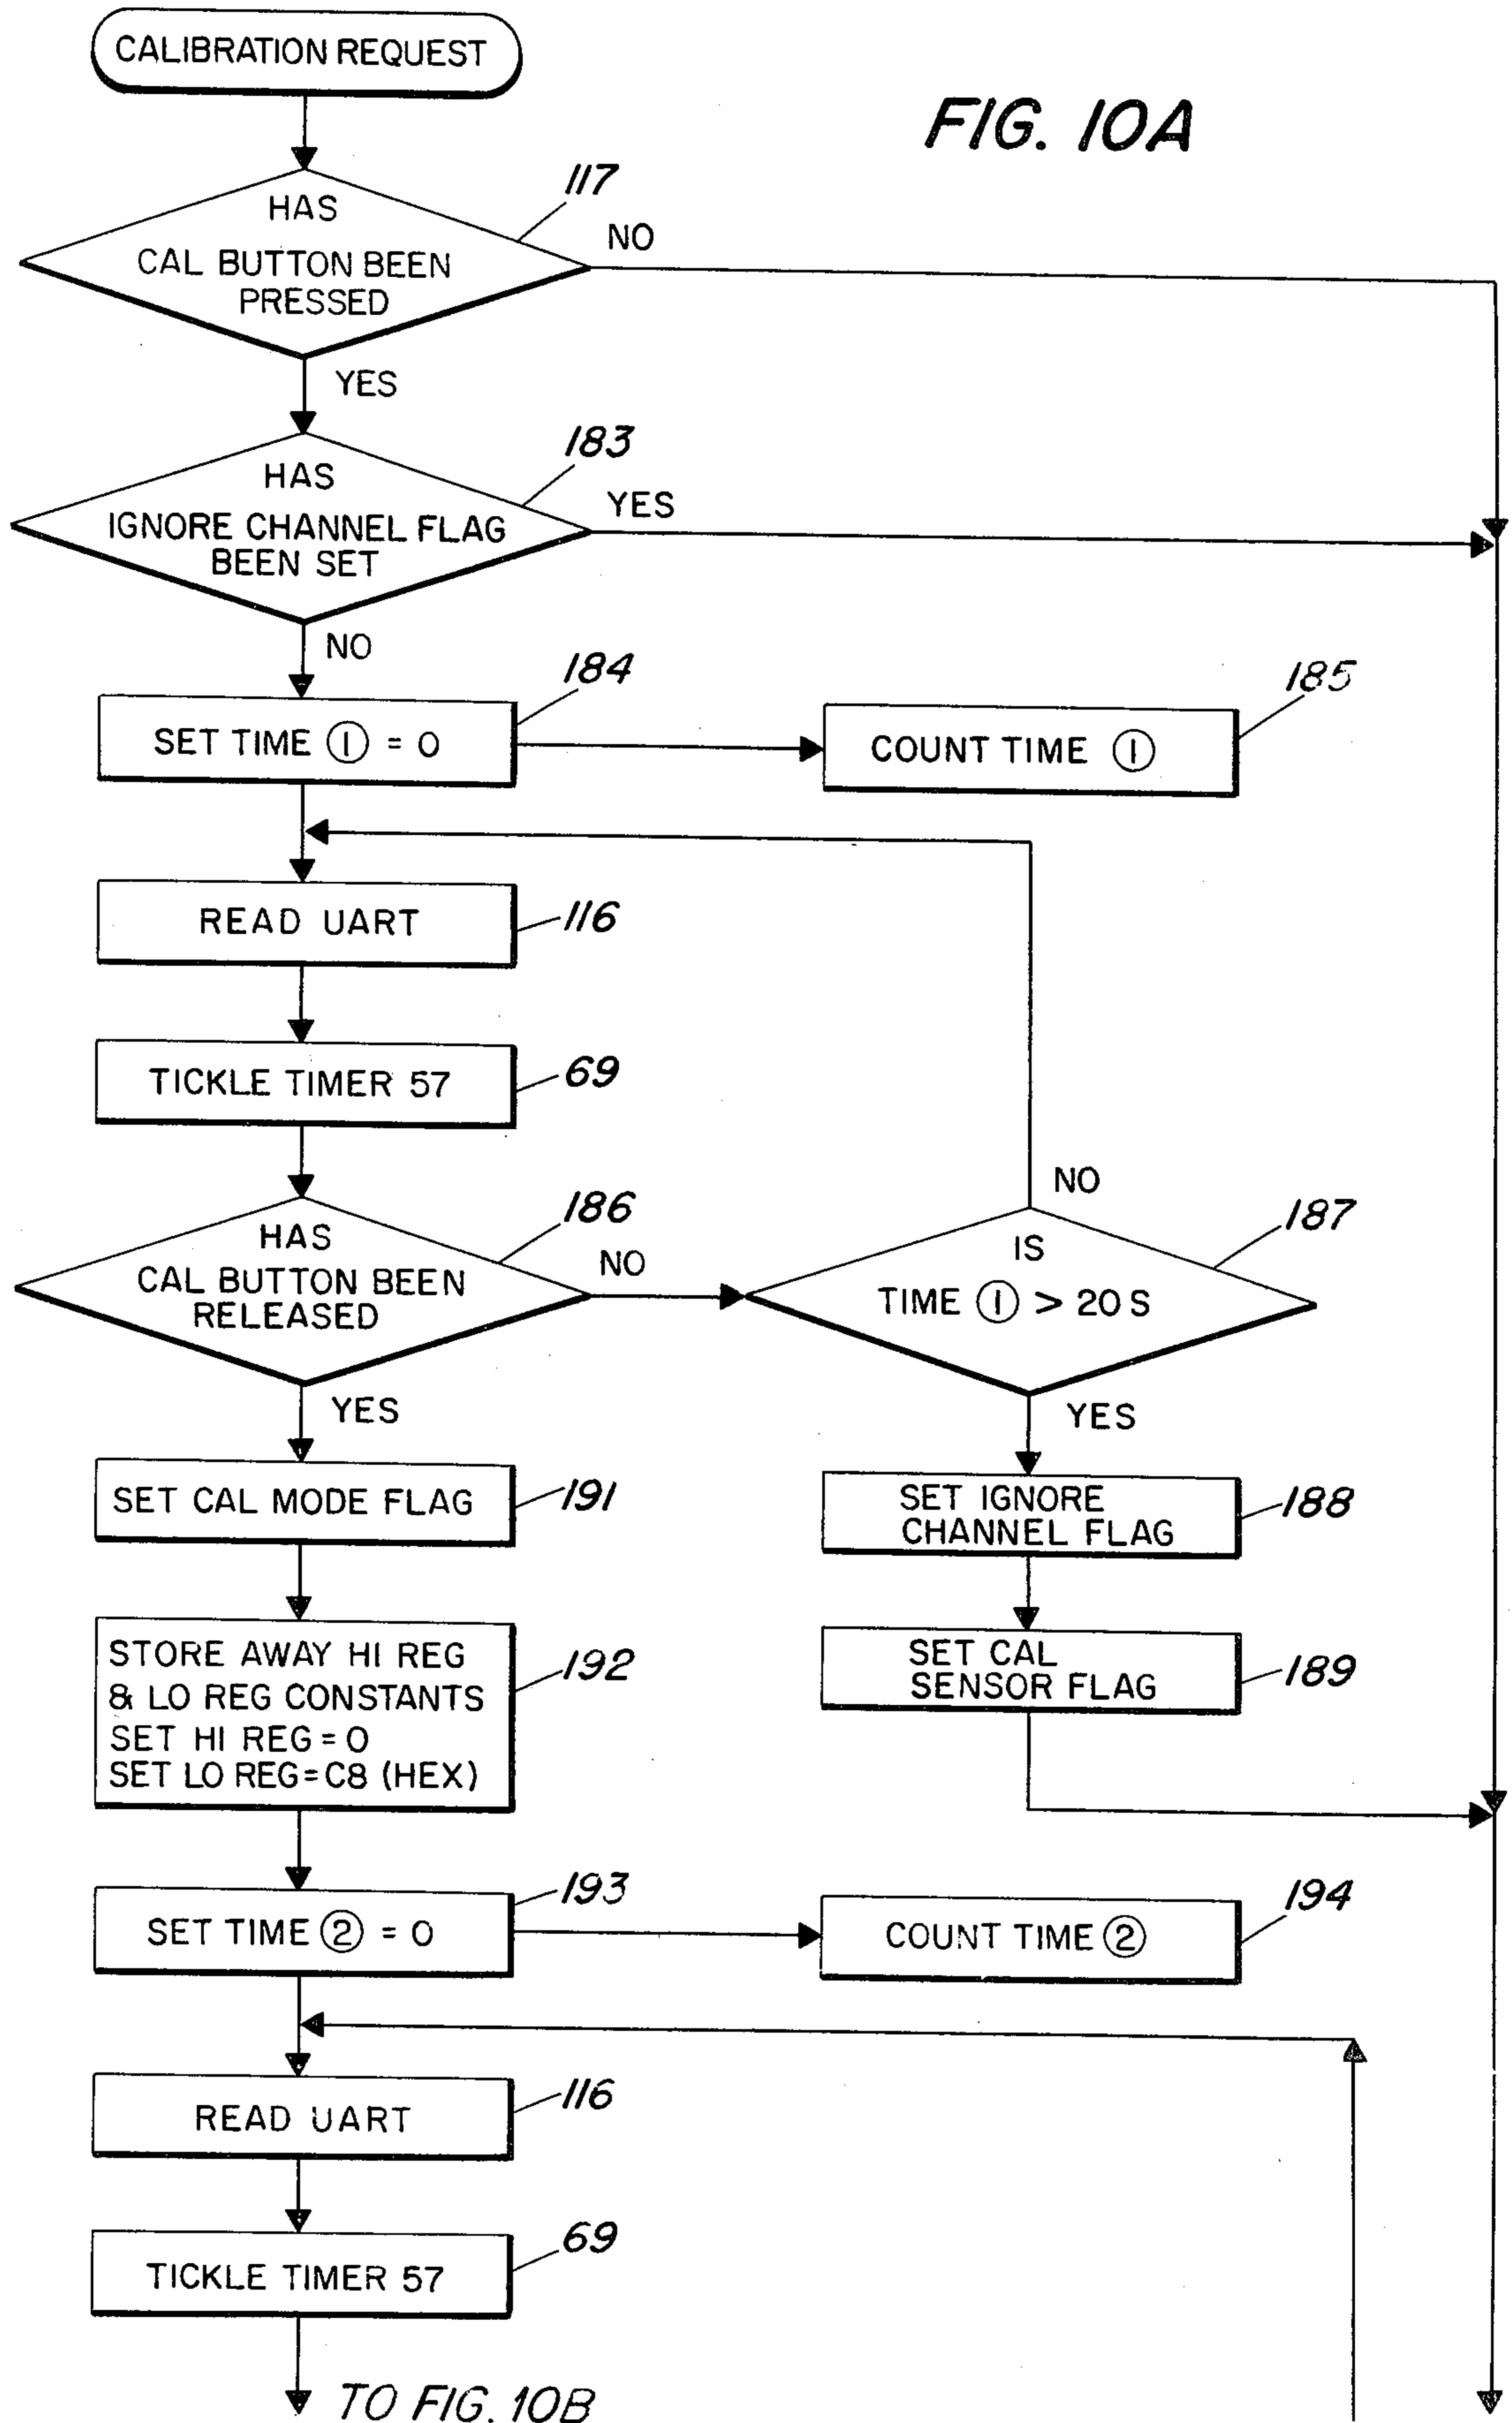 CALIBRATION REQUEST
FIG. 10A
117
HAS
CAL BUTTON BEEN
PRESSED
NO
YES
183
HAS
IGNORE CHANNEL FLAG
BEEN SET
YES
NO
184
SET TIME ① = 0
185
COUNT TIME ①
READ UART
116
TICKLE TIMER 57
69
186
HAS
CAL BUTTON BEEN
RELEASED
NO
YES
NO
187
IS
TIME ① > 20 S
YES
SET CAL MODE FLAG
191
SET IGNORE
CHANNEL FLAG
188
STORE AWAY HI REG
& LO REG CONSTANTS
SET HI REG = 0
SET LO REG = C8 (HEX)
192
SET CAL
SENSOR FLAG
189
193
SET TIME ② = 0
194
COUNT TIME ②
READ UART
116
TICKLE TIMER 57
69
TO FIG. 10B